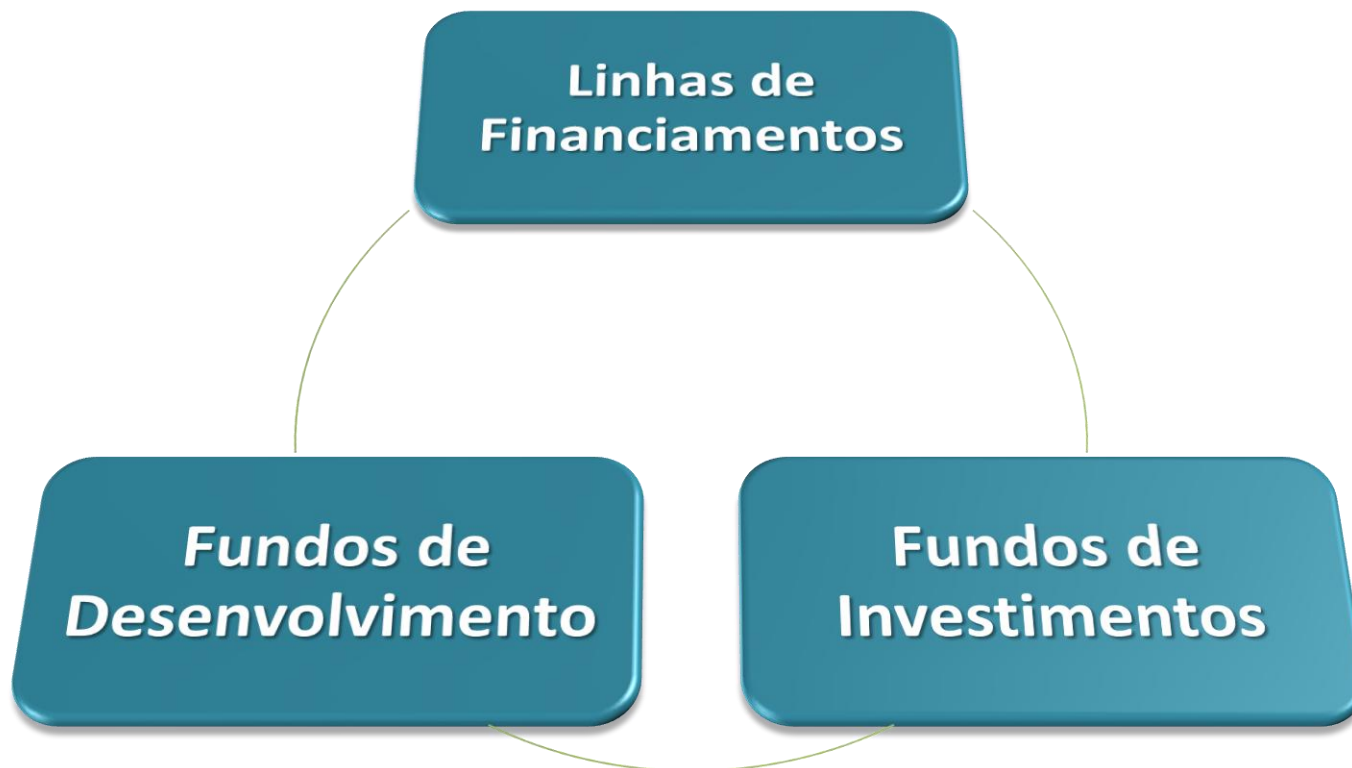 Linhas de
Financiamentos
Fundos de
Desenvolvimento
Fundos de
Investimentos